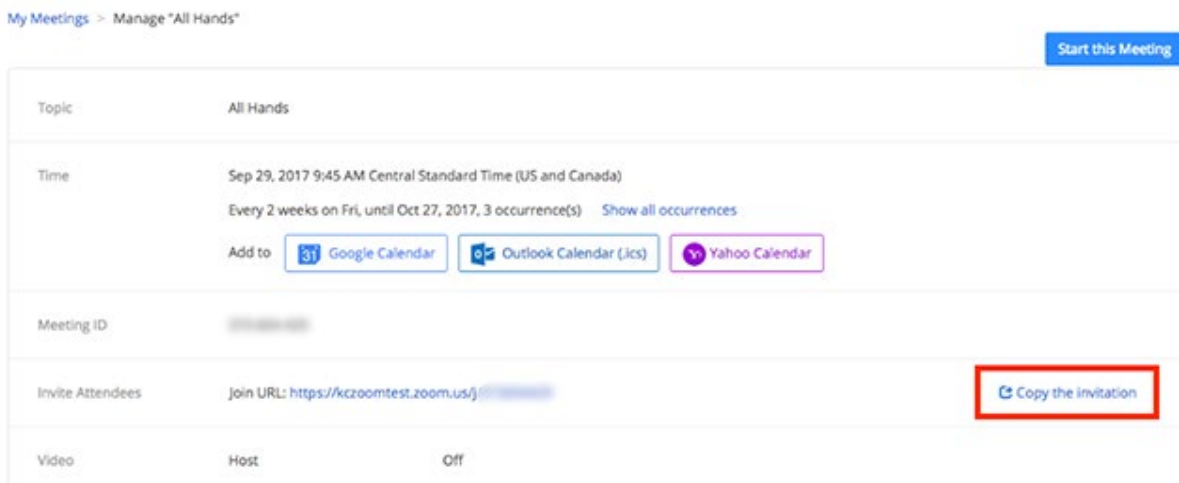 My Meetings > Manage "All Hands"
Start this Meeting
Topic All Hands
Time Sep 29, 2017 9:45 AM Central Standard Time (US and Canada)
Every 2 weeks on Fri, until Oct 27, 2017, 3 occurrence(s) Show all occurrences
Add to 31 Google Calendar Outlook Calendar (.ics) Yahoo Calendar
Meeting ID
Invite Attendees Join URL: https://kczoomtest.zoom.us/j/ Copy the invitation
Video Host Off